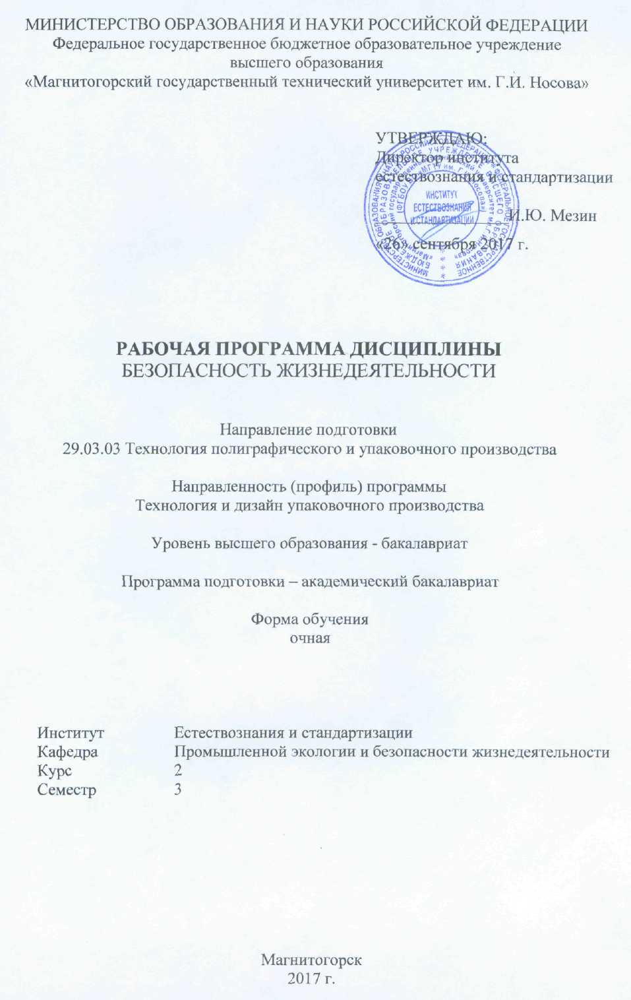 МИНИСТЕРСТВО ОБРАЗОВАНИЯ И НАУКИ РОССИЙСКОЙ ФЕДЕРАЦИИ
Федеральное государственное бюджетное образовательное учреждение
высшего образования
«Магнитогорский государственный технический университет им. Г.И. Носова»
УТВЕРЖДАЮ:
Директор института
естествознания и стандартизации
И.Ю. Мезин
«26» сентября 2017 г.
ИНСТИТУТ
ЕСТЕСТВОЗНАНИЯ
И СТАНДАРТИЗАЦИИ
РАБОЧАЯ ПРОГРАММА ДИСЦИПЛИНЫ
БЕЗОПАСНОСТЬ ЖИЗНЕДЕЯТЕЛЬНОСТИ
Направление подготовки
29.03.03 Технология полиграфического и упаковочного производства
Направленность (профиль) программы
Технология и дизайн упаковочного производства
Уровень высшего образования - бакалавриат
Программа подготовки – академический бакалавриат
Форма обучения
очная
Институт Естествознания и стандартизации
Кафедра Промышленной экологии и безопасности жизнедеятельности
Курс 2
Семестр 3
Магнитогорск
2017 г.